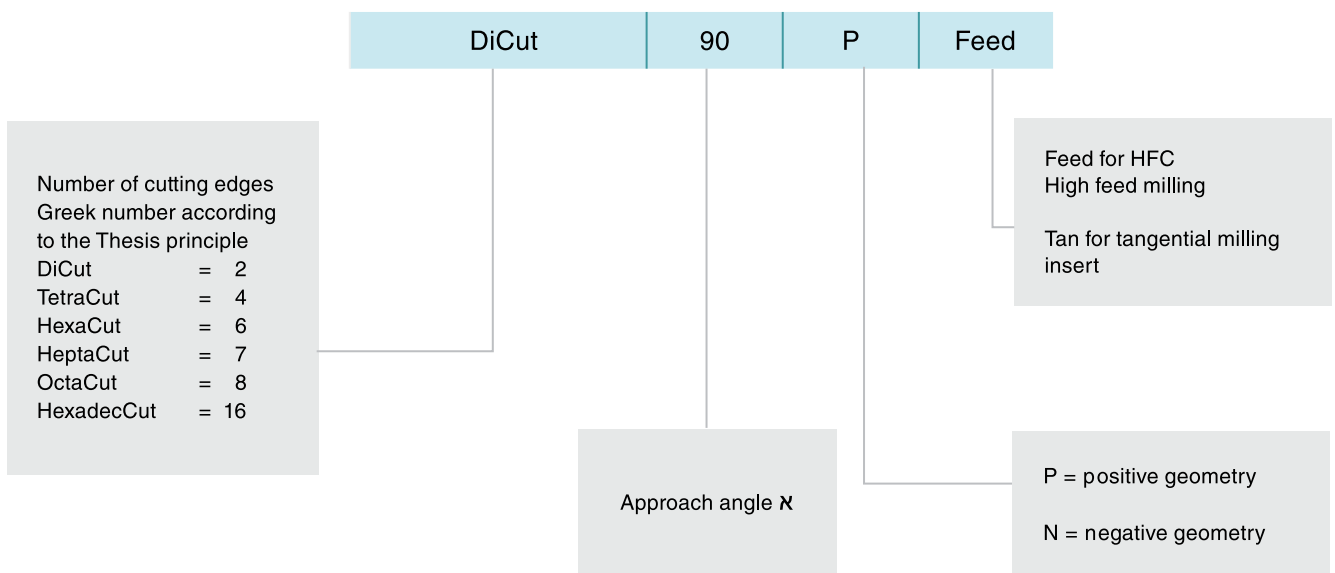 DiCut 90 P Feed
Number of cutting edges
Greek number according
to the Thesis principle
DiCut = 2
TetraCut = 4
HexaCut = 6
HeptaCut = 7
OctaCut = 8
HexadecCut = 16
Feed for HFC
High feed milling
Tan for tangential milling
insert
Approach angle א
P = positive geometry
N = negative geometry